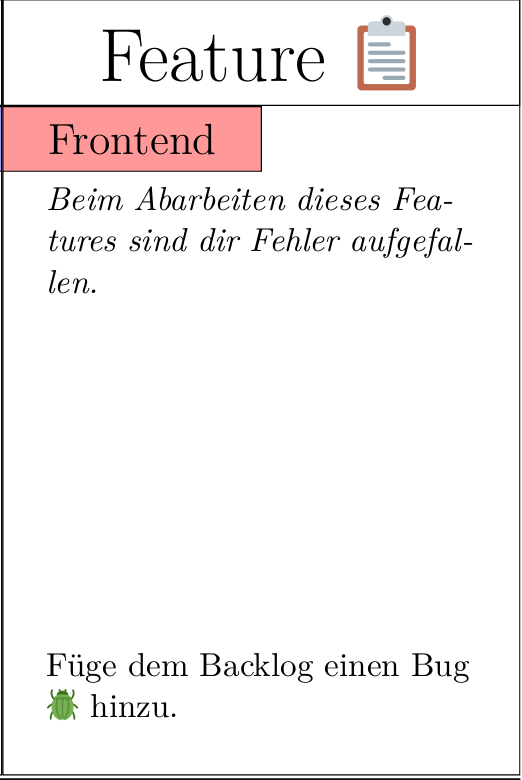 Feature
Frontend
Beim Abarbeiten dieses Fea-
tures sind dir Fehler aufgefal-
len.
Füge dem Backlog einen Bug
hinzu.